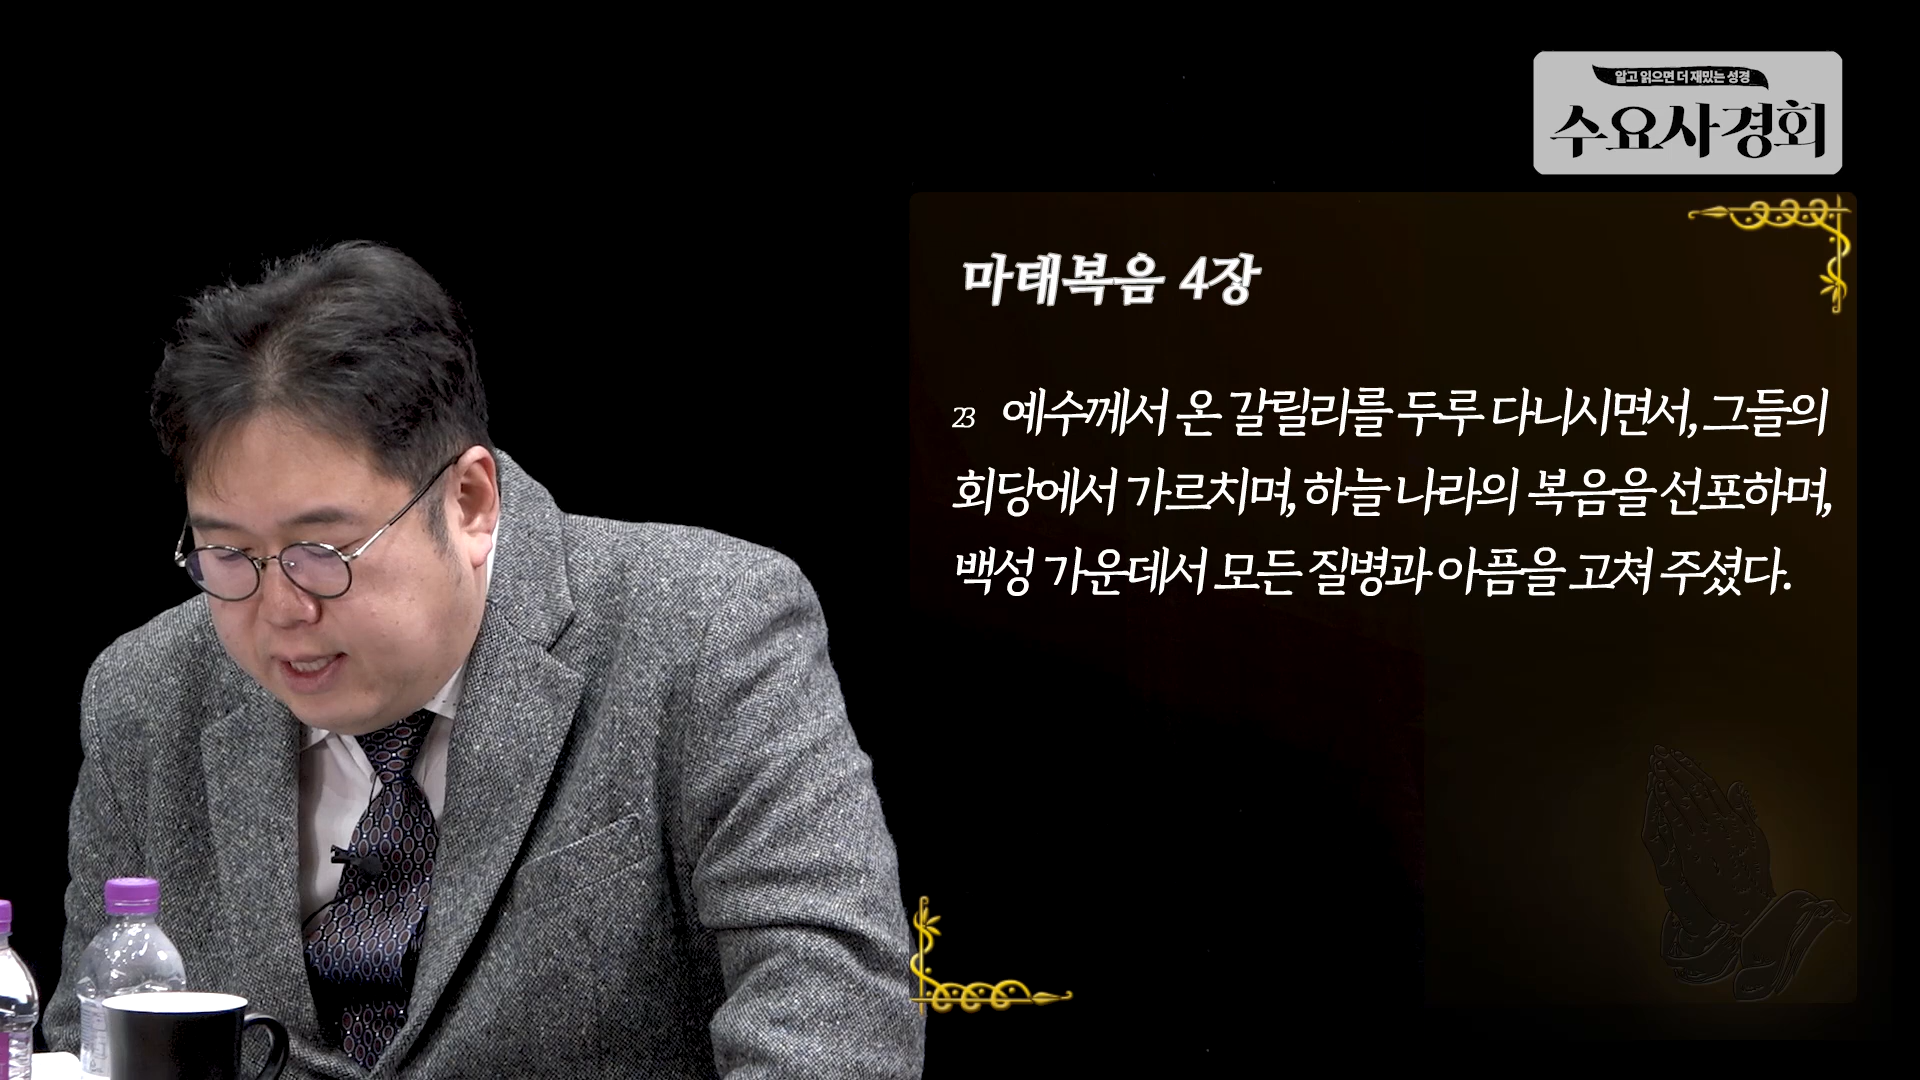 알고 읽으면 더 재밌는 성경
수요사경회
마태복음 4장
23 예수께서 온 갈릴리를 두루 다니시면서, 그들의
회당에서 가르치며, 하늘 나라의 복음을 선포하며,
백성 가운데서 모든 질병과 아픔을 고쳐 주셨다.